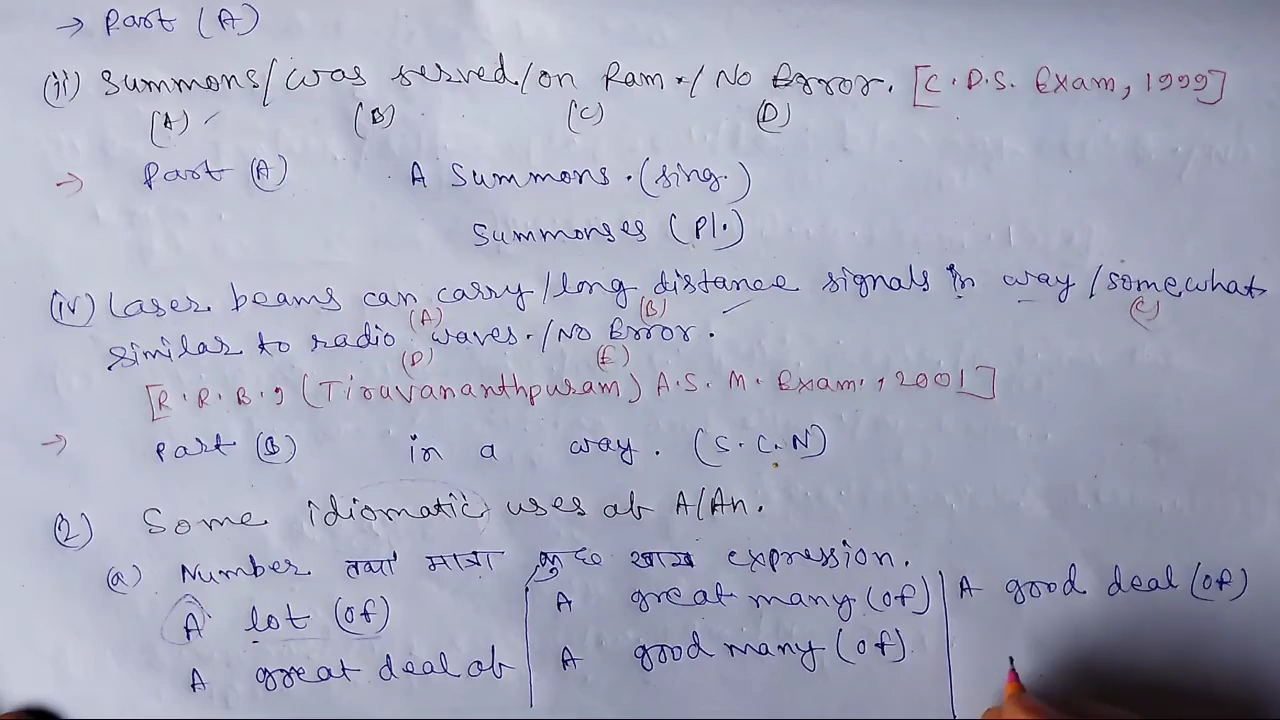 → Part (A)
(ii) Summons/was served/on Ram./No Error. [C.D.S. Exam, 1999]
(A) (B) (C) (D)
→ Part (A) A Summons. (sing.)
Summonses (Pl.)
(iv) Laser beams can carry/long distance signals in way/somewhat
(A) (B) (C)
similar to radio waves./No Error.
(D) (E)
[R.R.B., (Tiruvananthpuram) A.S.M. Exam., 2001]
→ Part (B) in a way. (S.C.N)
(2) Some idiomatic uses of A/An.
(a) Number तथा मात्रा कुछ खास expression.
A lot (of)
A great deal of
A great many (of)
A good many (of)
A good deal (of)